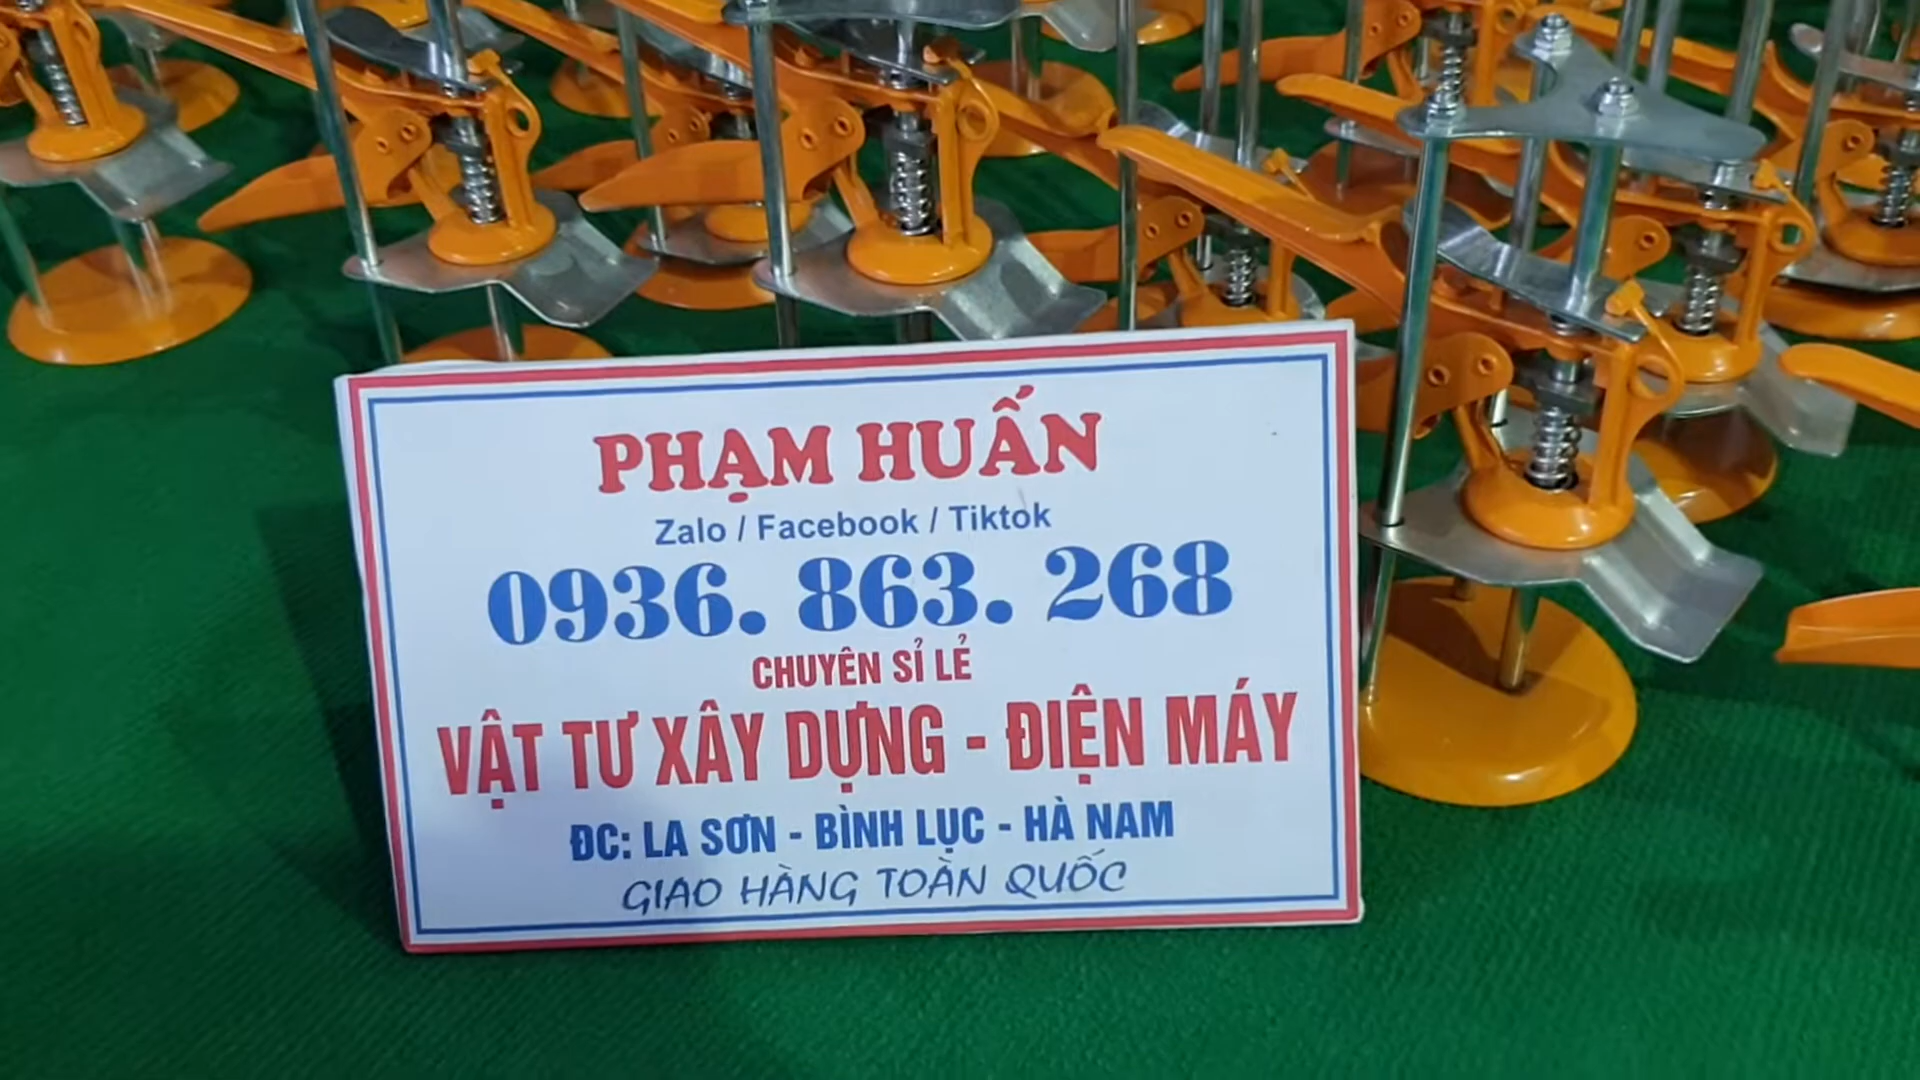 PHẠM HUẤN
Zalo / Facebook / Tiktok
0936. 863. 268
CHUYÊN SỈ LẺ
VẬT TƯ XÂY DỰNG - ĐIỆN MÁY
ĐC: LA SƠN - BÌNH LỤC - HÀ NAM
GIAO HÀNG TOÀN QUỐC